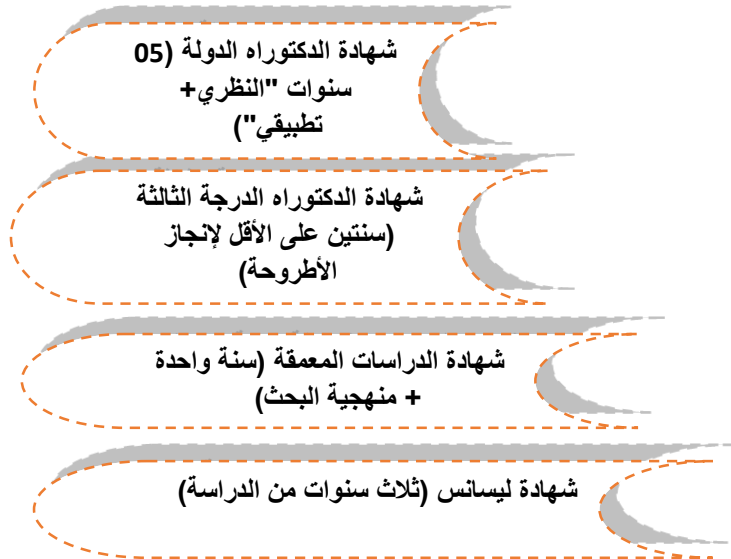 شهادة الدكتوراه الدولة (05
سنوات "النظري+
تطبيقي")
شهادة الدكتوراه الدرجة الثالثة
(سنتين على الأقل لإنجاز
الأطروحة)
شهادة الدراسات المعمقة (سنة واحدة
+ منهجية البحث)
شهادة ليسانس (ثلاث سنوات من الدراسة)